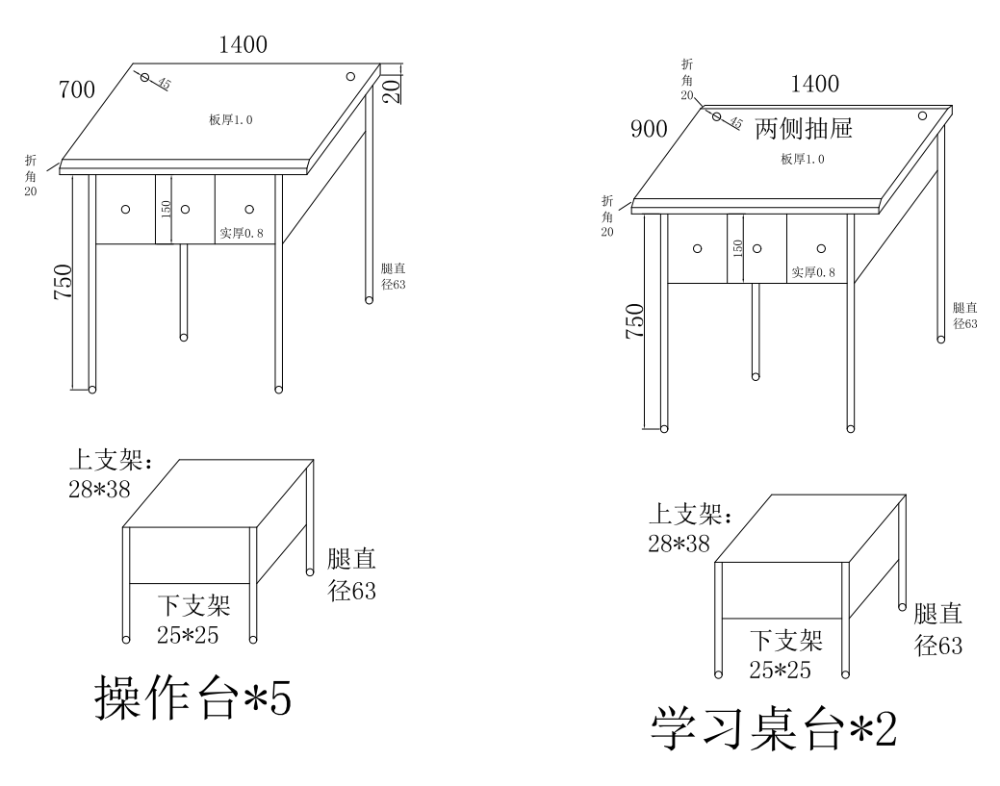 1400
700
45
20
板厚1.0
折
角
20
150
实厚0.8
750
腿直
径63
上支架：
28*38
腿直
径63
下支架
25*25
操作台*5
折
角
20
1400
900
45
两侧抽屉
板厚1.0
折
角
20
150
实厚0.8
750
腿直
径63
上支架：
28*38
腿直
径63
下支架
25*25
学习桌台*2